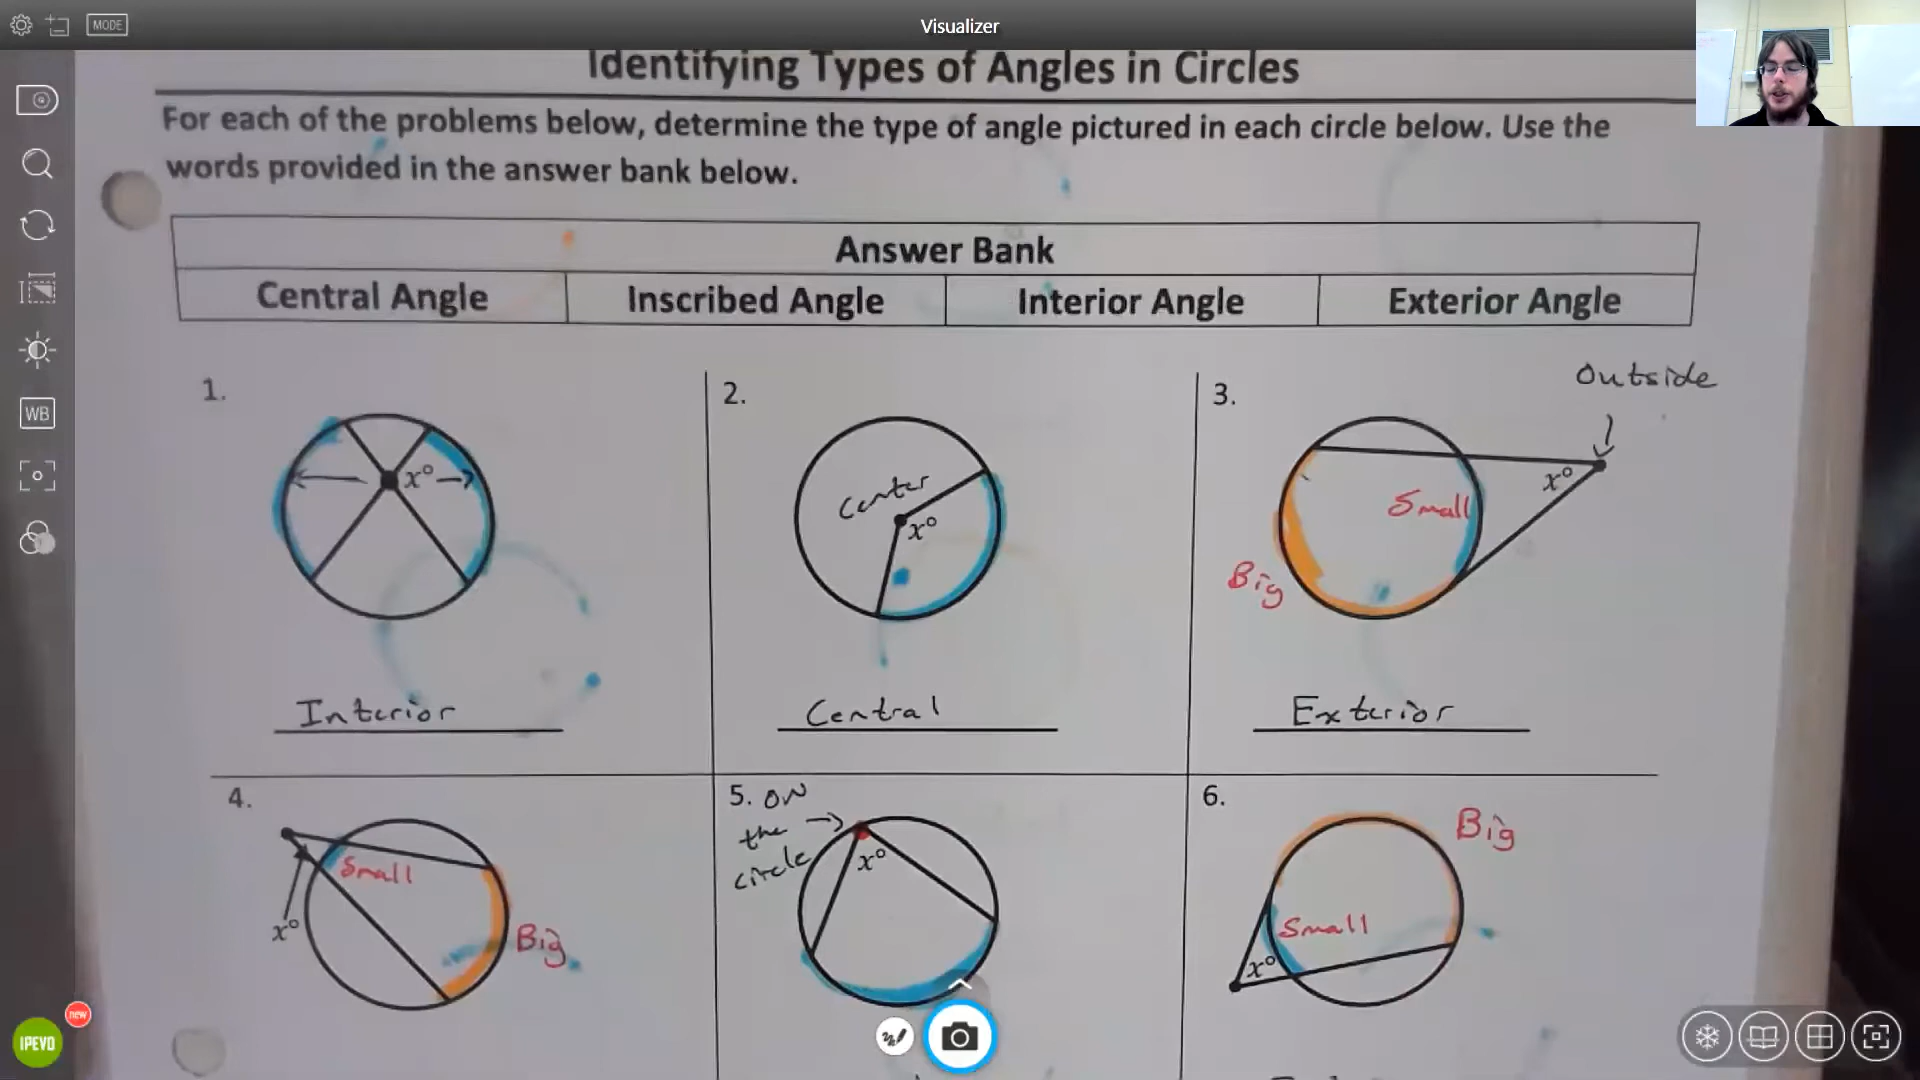 MODE
Visualizer
Identifying Types of Angles in Circles
For each of the problems below, determine the type of angle pictured in each circle below. Use the
words provided in the answer bank below.
Answer Bank
Central Angle
Inscribed Angle
Interior Angle
Exterior Angle
1.
x°
Interior
2.
Center
x°
Central
3.
Outside
x°
Small
Big
Exterior
4.
Small
x°
Big
5. ON
the
circle
x°
6.
Big
Small
x°
WB
new
IPEVO